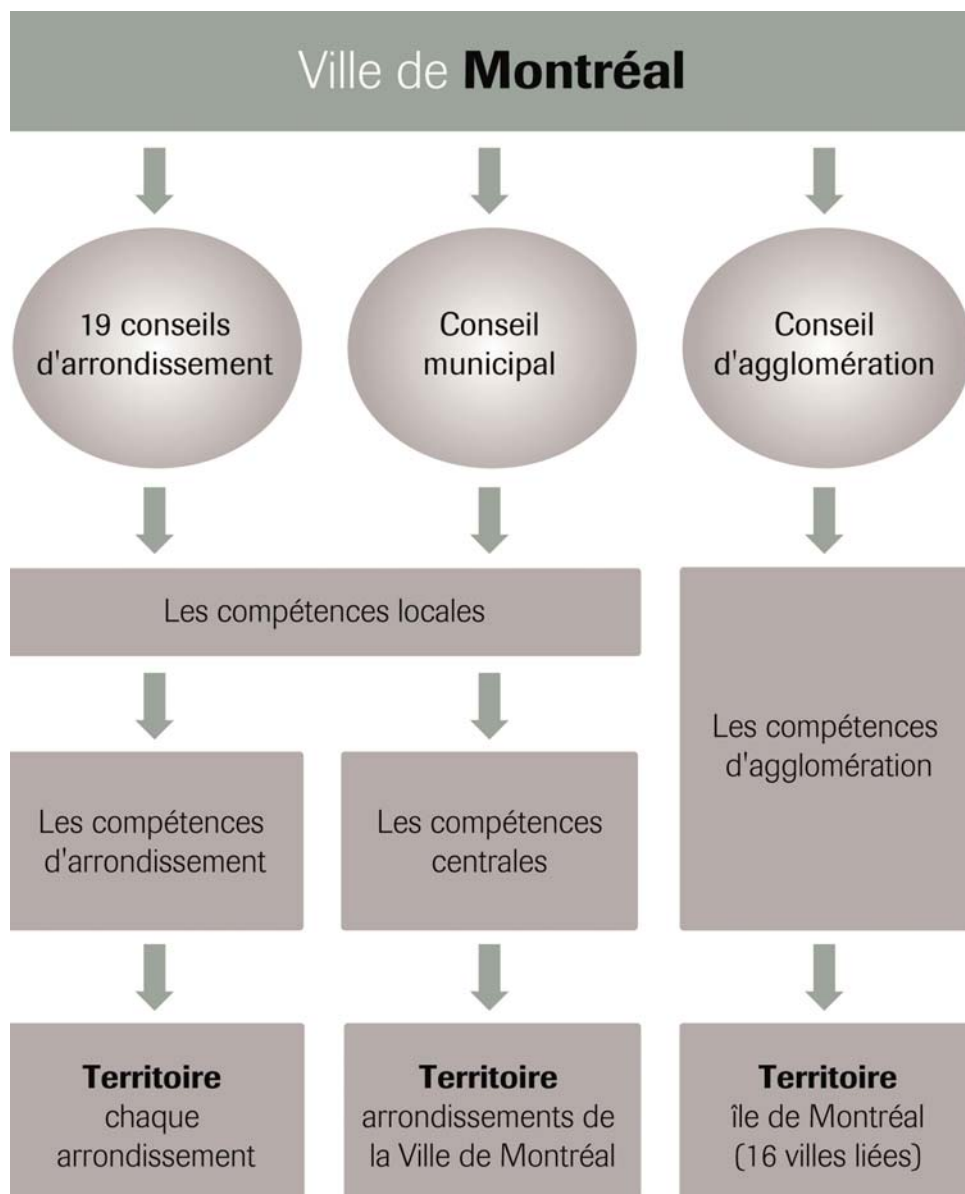 Ville de Montréal
19 conseils
d'arrondissement
Conseil
municipal
Conseil
d'agglomération
Les compétences locales
Les compétences
d'agglomération
Les compétences
d'arrondissement
Les compétences
centrales
Territoire
chaque
arrondissement
Territoire
arrondissements de
la Ville de Montréal
Territoire
île de Montréal
(16 villes liées)